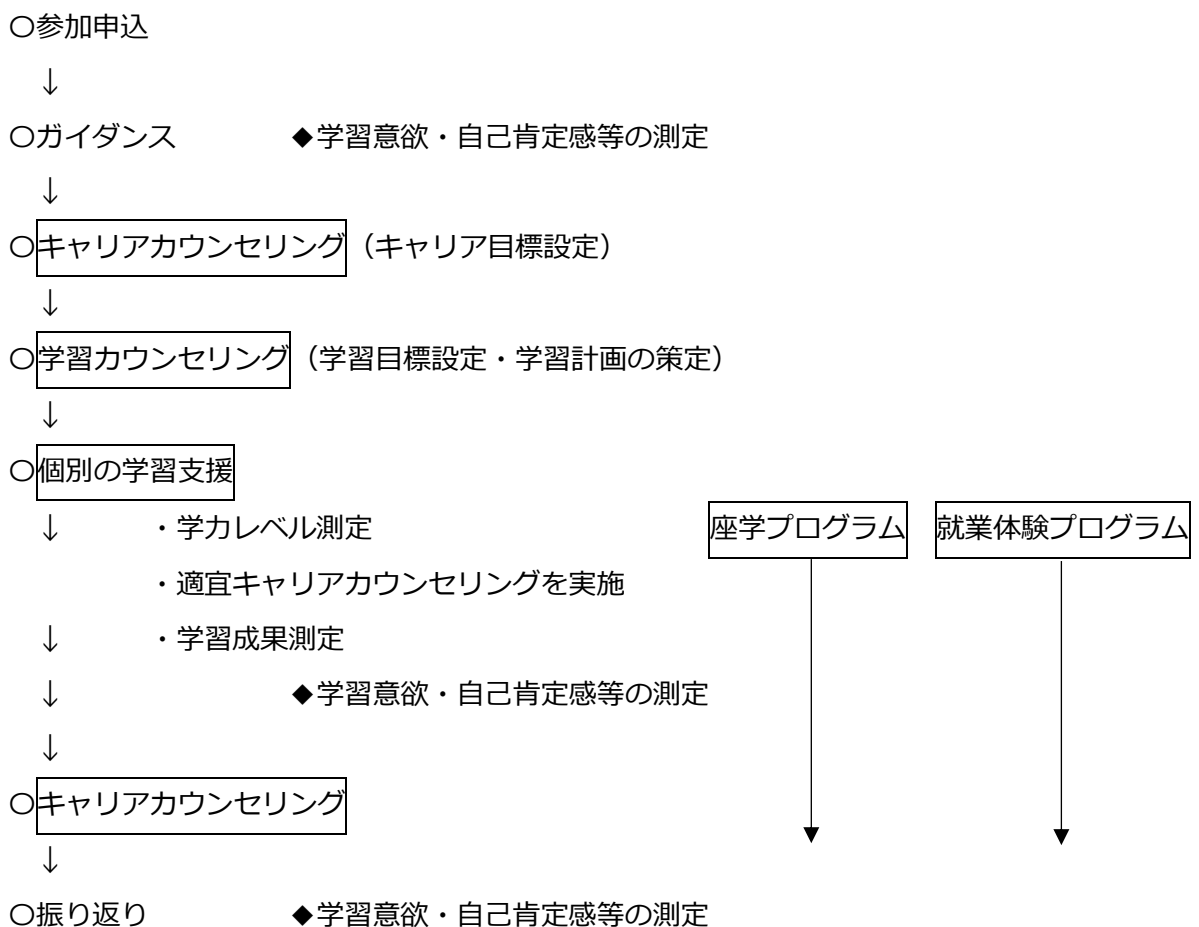 〇参加申込
↓
〇ガイダンス ◆学習意欲・自己肯定感等の測定
↓
〇キャリアカウンセリング（キャリア目標設定）
↓
〇学習カウンセリング（学習目標設定・学習計画の策定）
↓
〇個別の学習支援
↓ ・学力レベル測定 座学プログラム 就業体験プログラム
・適宜キャリアカウンセリングを実施
↓ ・学習成果測定
↓ ◆学習意欲・自己肯定感等の測定
↓
〇キャリアカウンセリング
↓
〇振り返り ◆学習意欲・自己肯定感等の測定